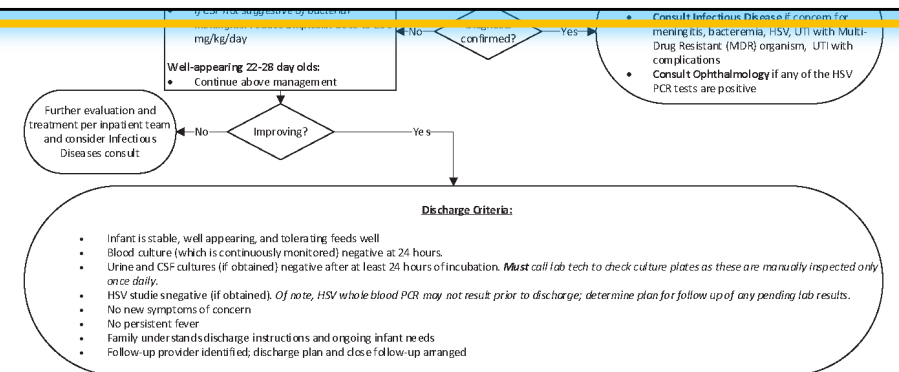 mg/kg/day
Well-appearing 22-28 day olds:
• Continue above management
No
confirmed?
Yes
• Consult Infectious Disease if concern for
meningitis, bacteremia, HSV, UTI with Multi-
Drug Resistant (MDR) organism, UTI with
complications
• Consult Ophthalmology if any of the HSV
PCR tests are positive
Further evaluation and
treatment per inpatient team
and consider Infectious
Diseases consult
No
Improving?
Yes
Discharge Criteria:
• Infant is stable, well appearing, and tolerating feeds well
• Blood culture (which is continuously monitored) negative at 24 hours.
• Urine and CSF cultures (if obtained) negative after at least 24 hours of incubation. Must call lab tech to check culture plates as these are manually inspected only
once daily.
• HSV studie snegative (if obtained). Of note, HSV whole blood PCR may not result prior to discharge; determine plan for follow up of any pending lab results.
• No new symptoms of concern
• No persistent fever
• Family understands discharge instructions and ongoing infant needs
• Follow-up provider identified; discharge plan and close follow-up arranged